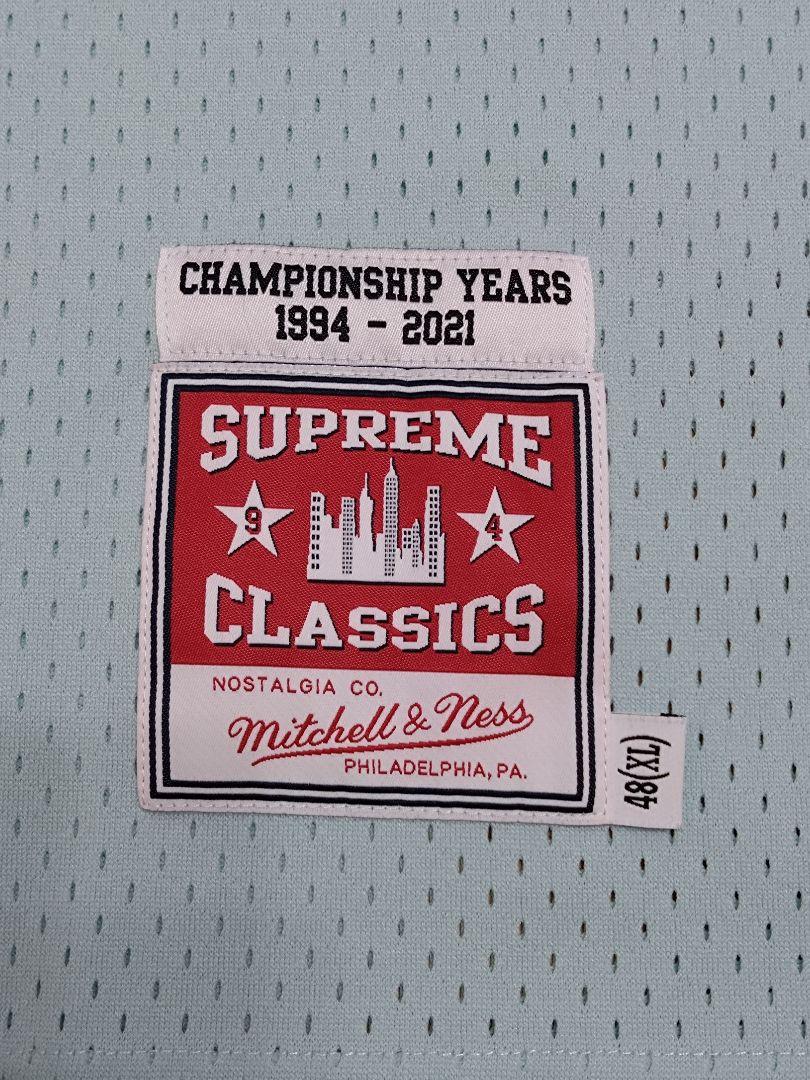 CHAMPIONSHIP YEARS
1994 - 2021
SUPREME
9 4
CLASSICS
NOSTALGIA CO.
Mitchell & Ness
PHILADELPHIA, PA.
48(XL)